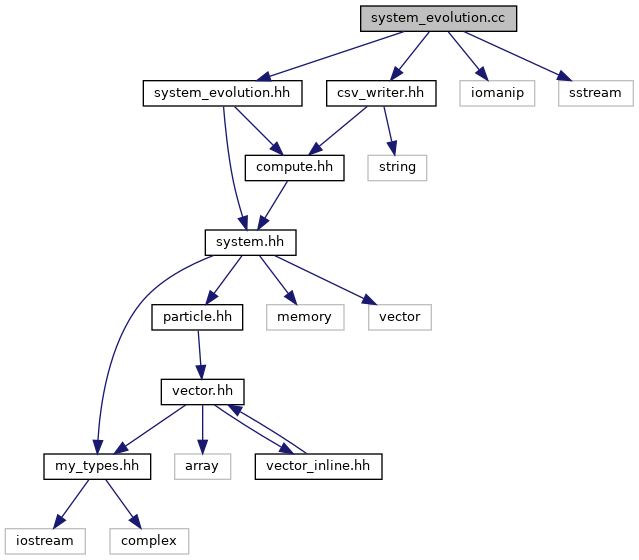 system_evolution.cc
system_evolution.hh
csv_writer.hh
iomanip
sstream
compute.hh
string
system.hh
particle.hh
memory
vector
vector.hh
my_types.hh
array
vector_inline.hh
iostream
complex